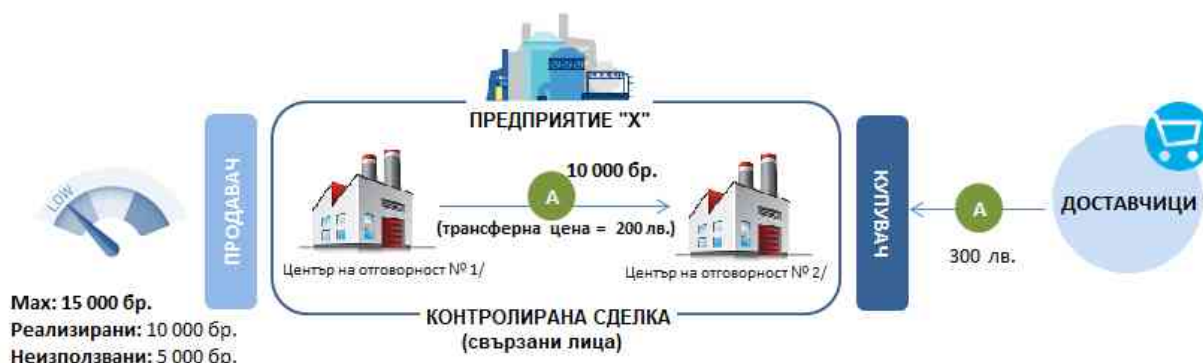 ПРЕДПРИЯТИЕ "X"
LOW
ПРОДАВАЧ
10 000 бр.
A
(трансферна цена = 200 лв.)
Център на отговорност № 1/
Център на отговорност № 2/
КУПУВАЧ
A
300 лв.
ДОСТАВЧИЦИ
Max: 15 000 бр.
Реализирани: 10 000 бр.
Неизползвани: 5 000 бр.
КОНТРОЛИРАНА СДЕЛКА
(свързани лица)